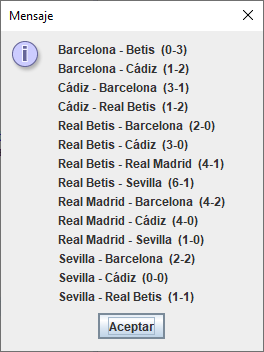 Mensaje
Barcelona - Betis (0-3)
Barcelona - Cádiz (1-2)
Cádiz - Barcelona (3-1)
Cádiz - Real Betis (1-2)
Real Betis - Barcelona (2-0)
Real Betis - Cádiz (3-0)
Real Betis - Real Madrid (4-1)
Real Betis - Sevilla (6-1)
Real Madrid - Barcelona (4-2)
Real Madrid - Cádiz (4-0)
Real Madrid - Sevilla (1-0)
Sevilla - Barcelona (2-2)
Sevilla - Cádiz (0-0)
Sevilla - Real Betis (1-1)
Aceptar